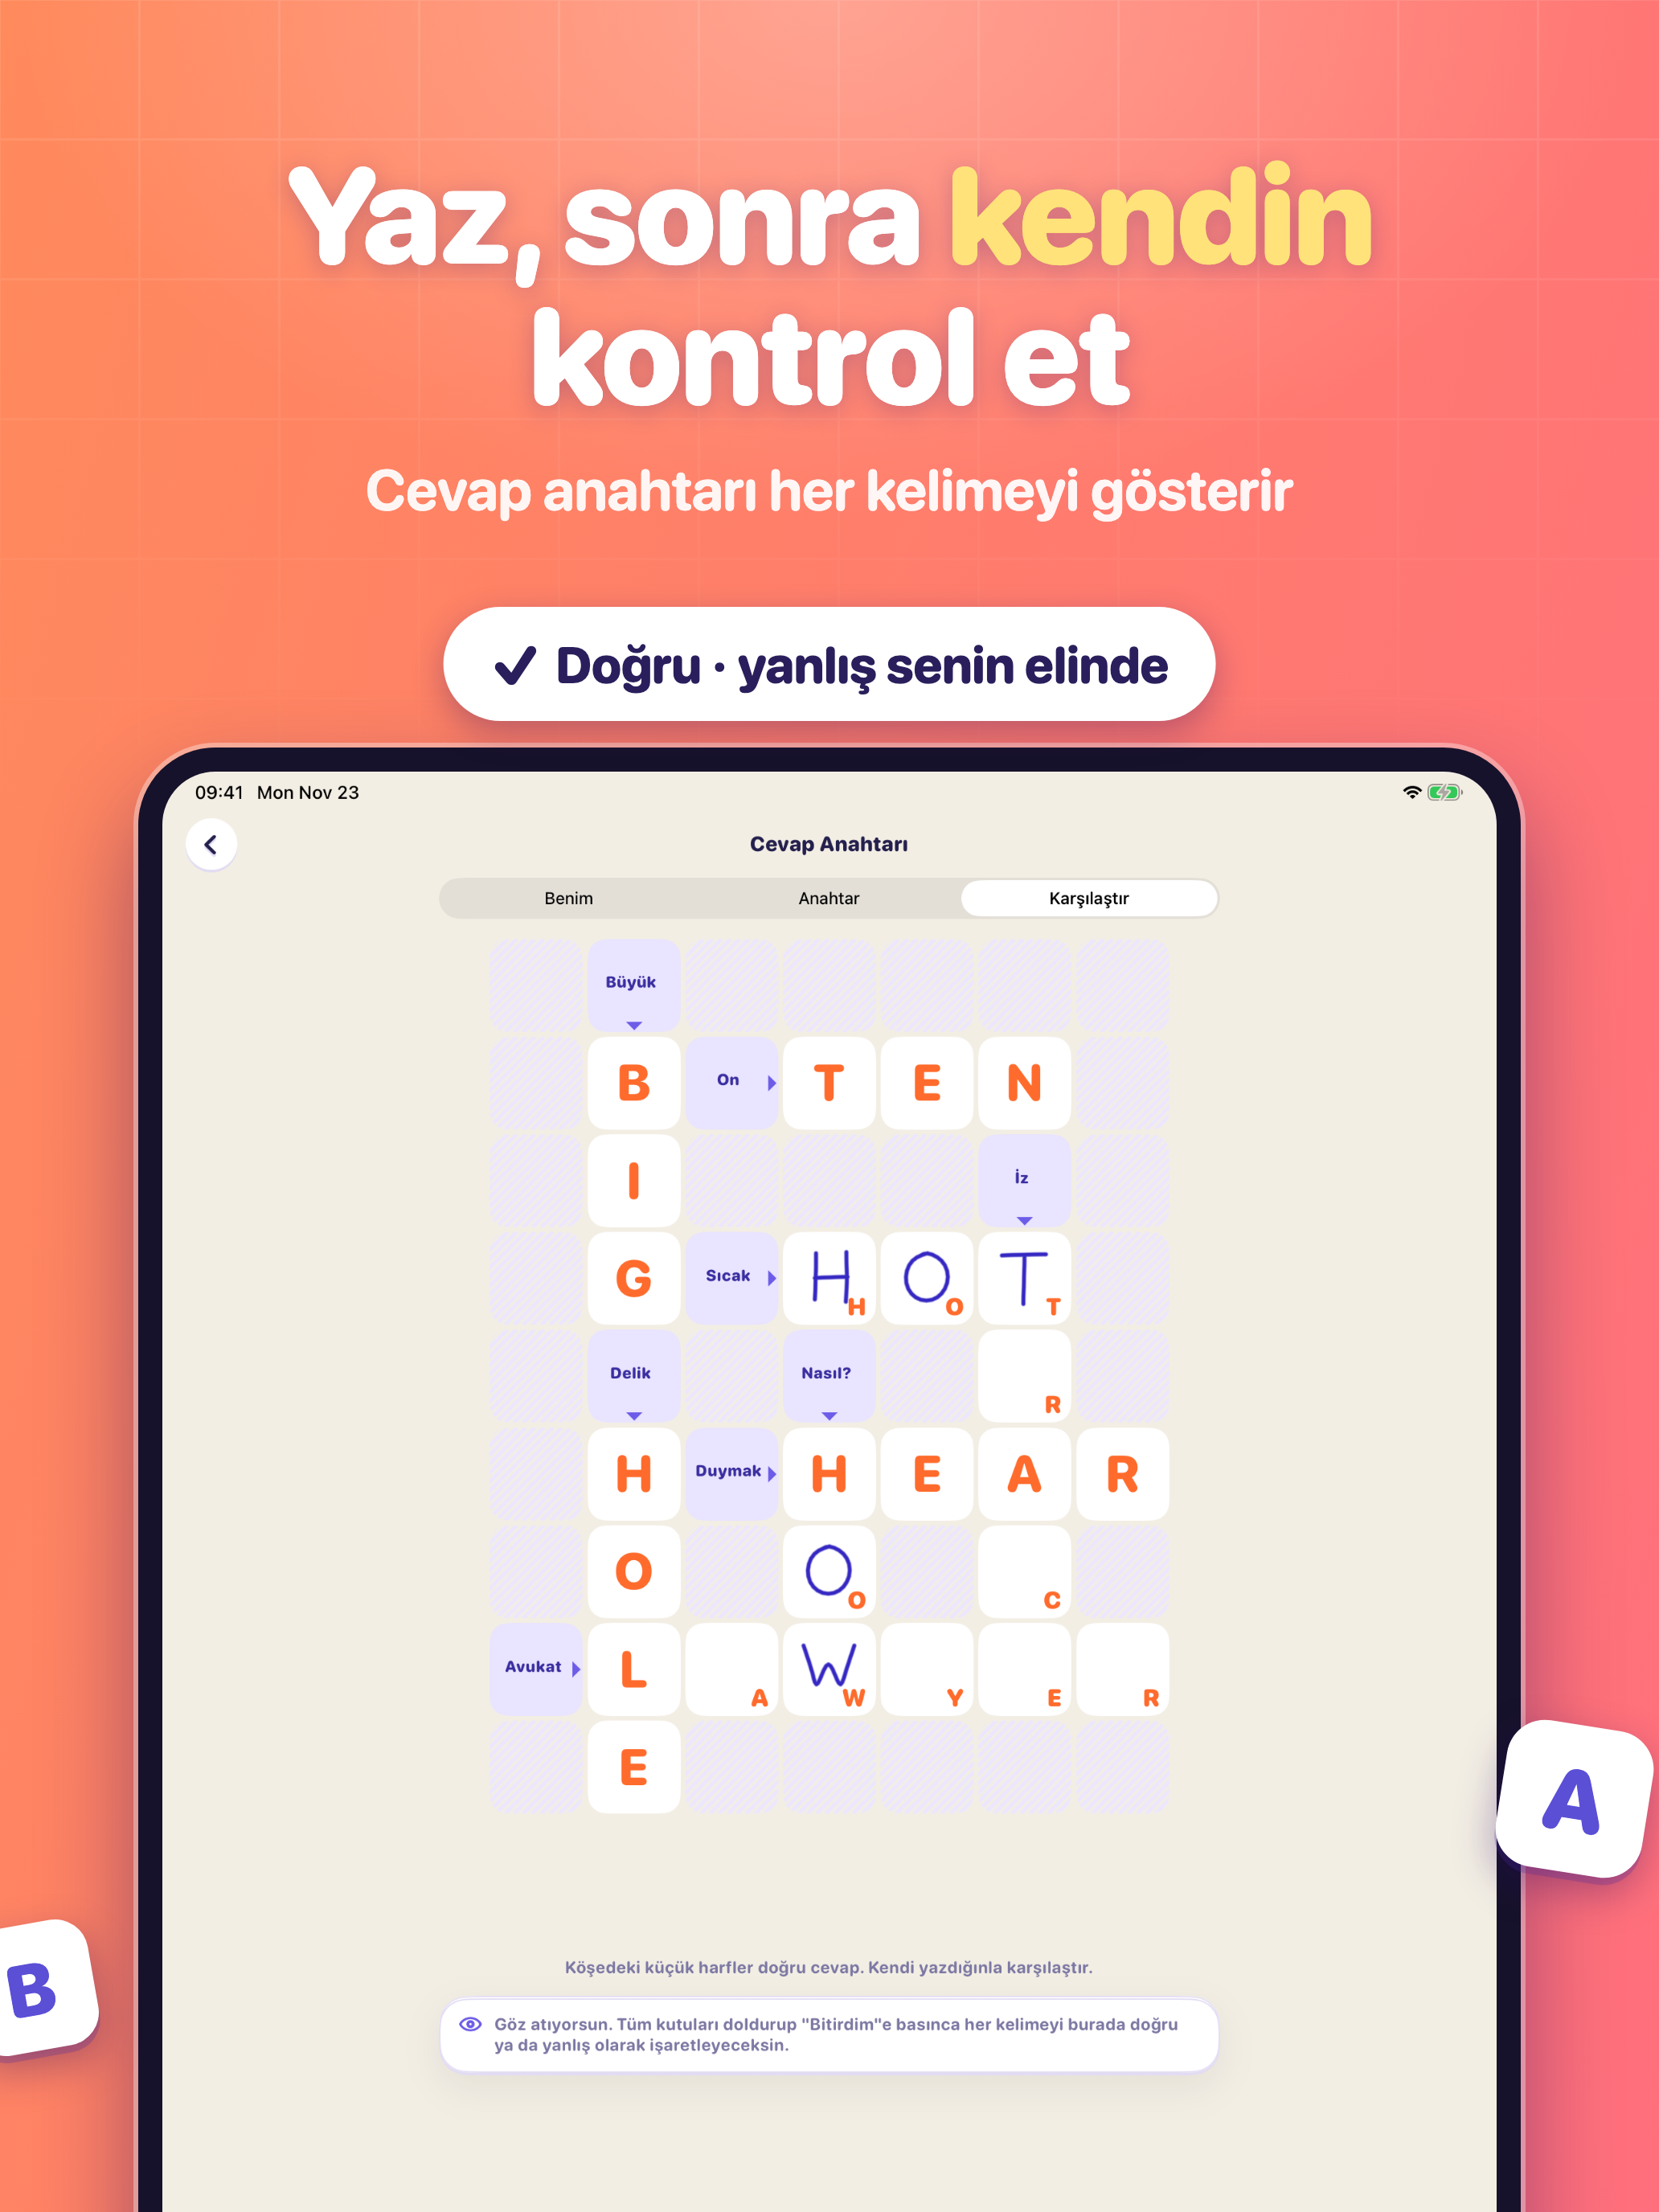 Yaz, sonra kendin
kontrol et
Cevap anahtarı her kelimeyi gösterir
✓ Doğru · yanlış senin elinde
09:41 Mon Nov 23
Cevap Anahtarı
Benim Anahtar Karşılaştır
Büyük
B On T E N
I İz
G Sıcak H H O O T T
Delik Nasıl? R
H Duymak H E A R
O O O C
Avukat L A W W Y E R
E
A
B
Köşedeki küçük harfler doğru cevap. Kendi yazdığınla karşılaştır.
Göz atıyorsun. Tüm kutuları doldurup "Bitirdim"e basınca her kelimeyi burada doğru
ya da yanlış olarak işaretleyeceksin.